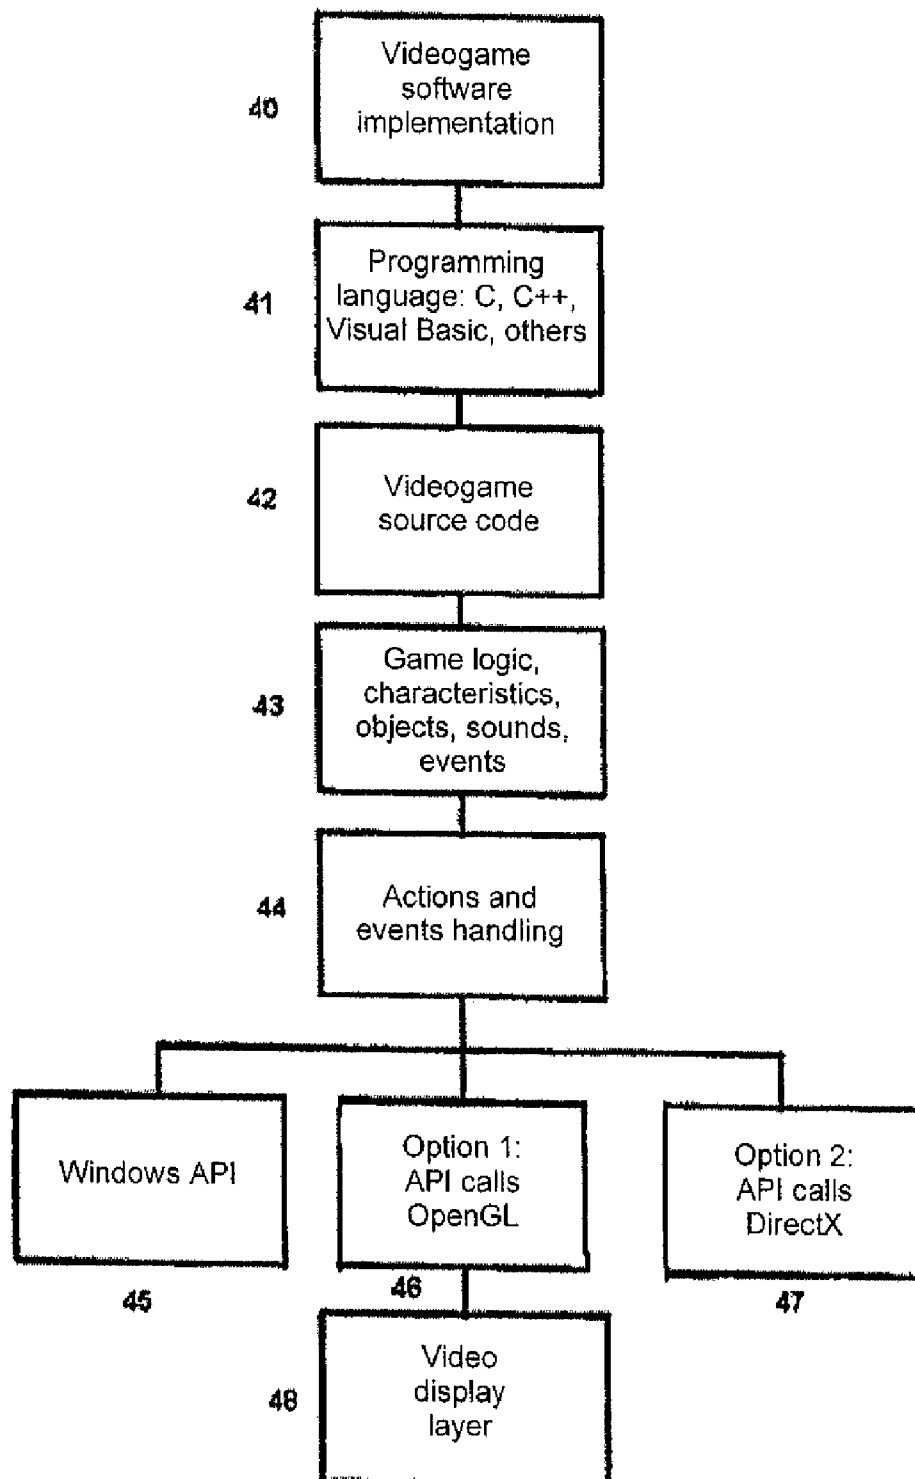 Videogame
software
implementation
40
Programming
language: C, C++,
Visual Basic, others
41
Videogame
source code
42
Game logic,
characteristics,
objects, sounds,
events
43
Actions and
events handling
44
Windows API
45
Option 1:
API calls
OpenGL
46
Option 2:
API calls
DirectX
47
Video
display
layer
48